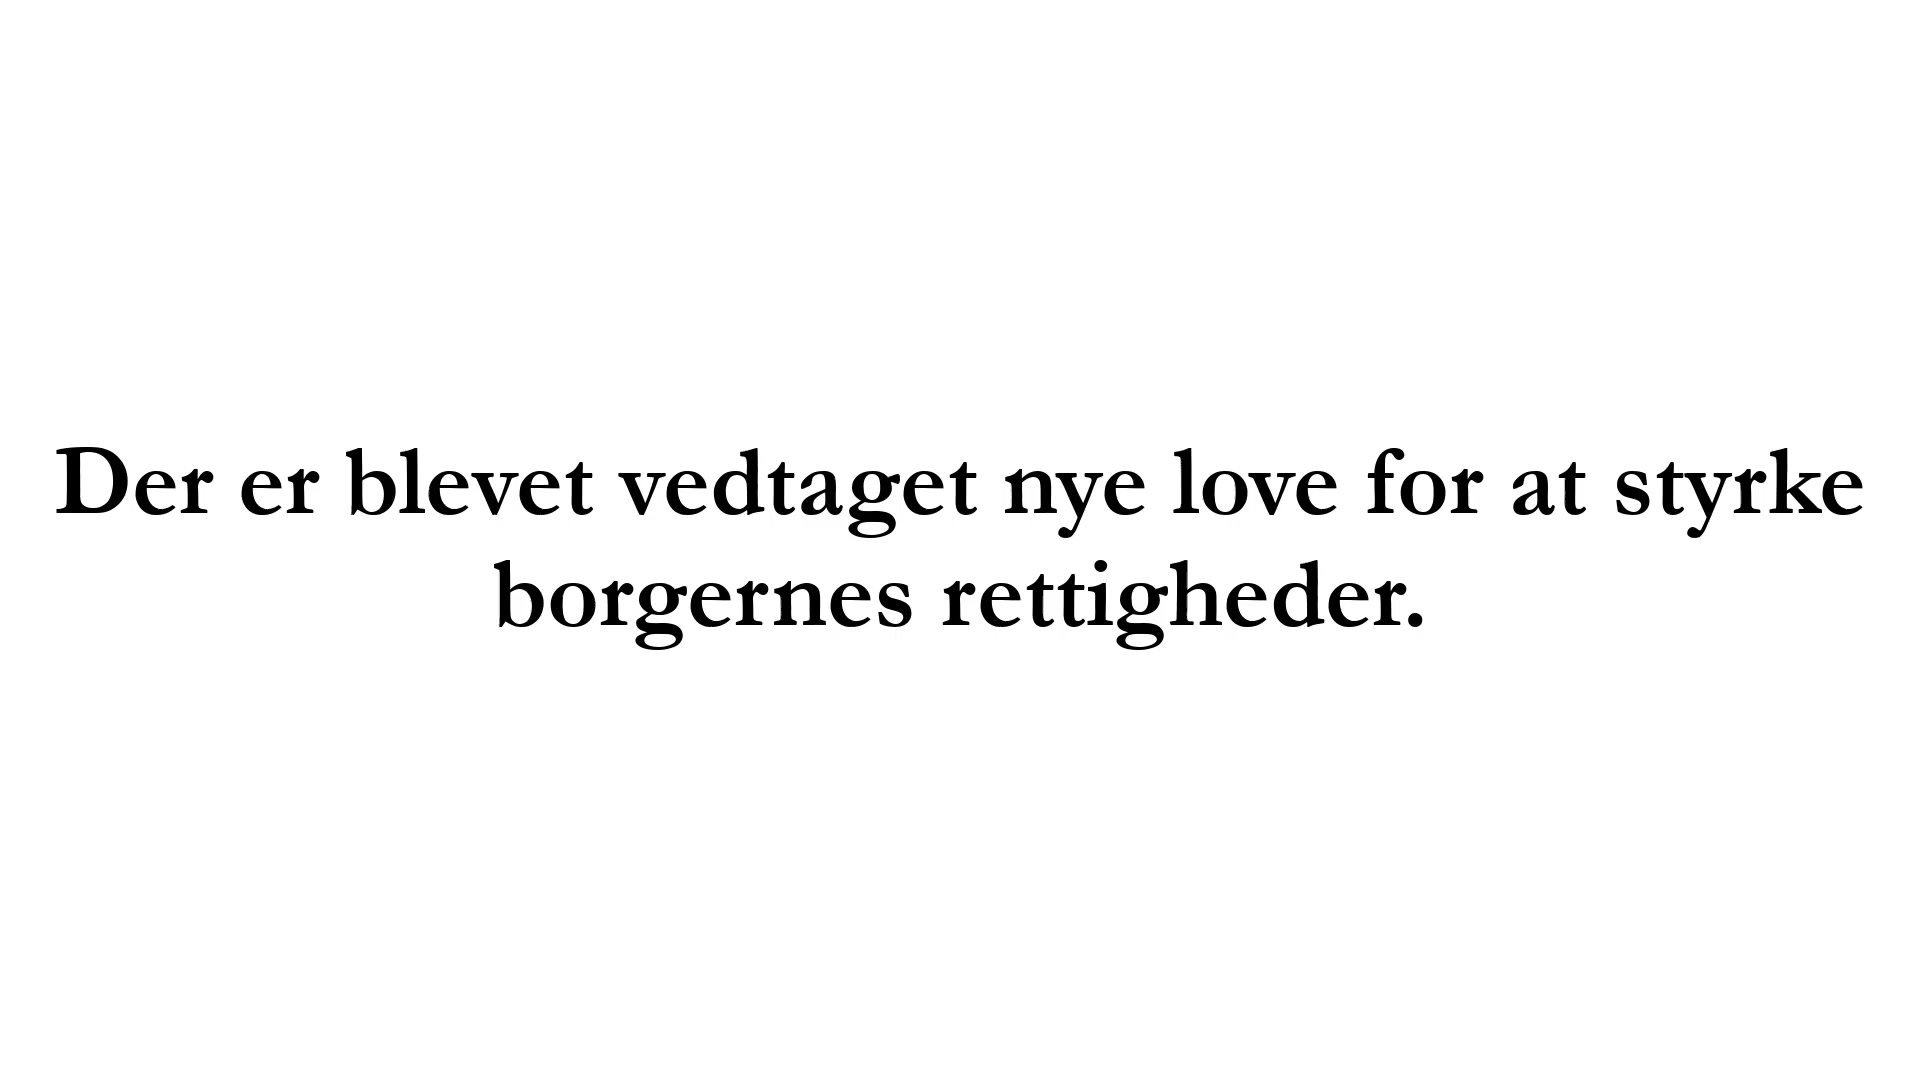 Der er blevet vedtaget nye love for at styrke
borgernes rettigheder.